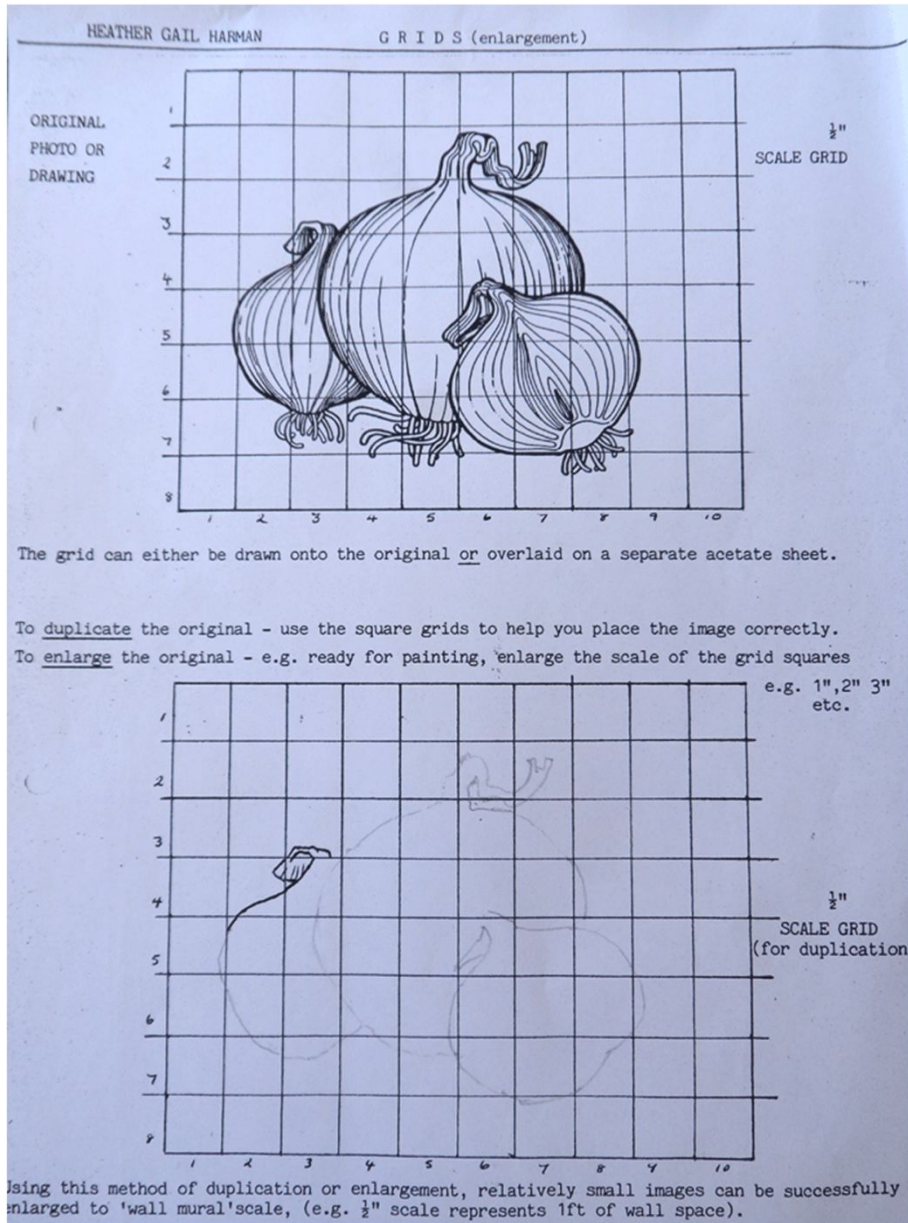 HEATHER GAIL HARMAN GRIDS (enlargement)
ORIGINAL
PHOTO OR
DRAWING
½"
SCALE GRID
1
2
3
4
5
6
7
8
1 2 3 4 5 6 7 8 9 10
The grid can either be drawn onto the original or overlaid on a separate acetate sheet.
To duplicate the original - use the square grids to help you place the image correctly.
To enlarge the original - e.g. ready for painting, enlarge the scale of the grid squares
e.g. 1",2" 3"
etc.
1
2
3
4
5
6
7
8
½"
SCALE GRID
(for duplication
1 2 3 4 5 6 7 8 9 10
Using this method of duplication or enlargement, relatively small images can be successfully
enlarged to 'wall mural'scale, (e.g. ½" scale represents 1ft of wall space).